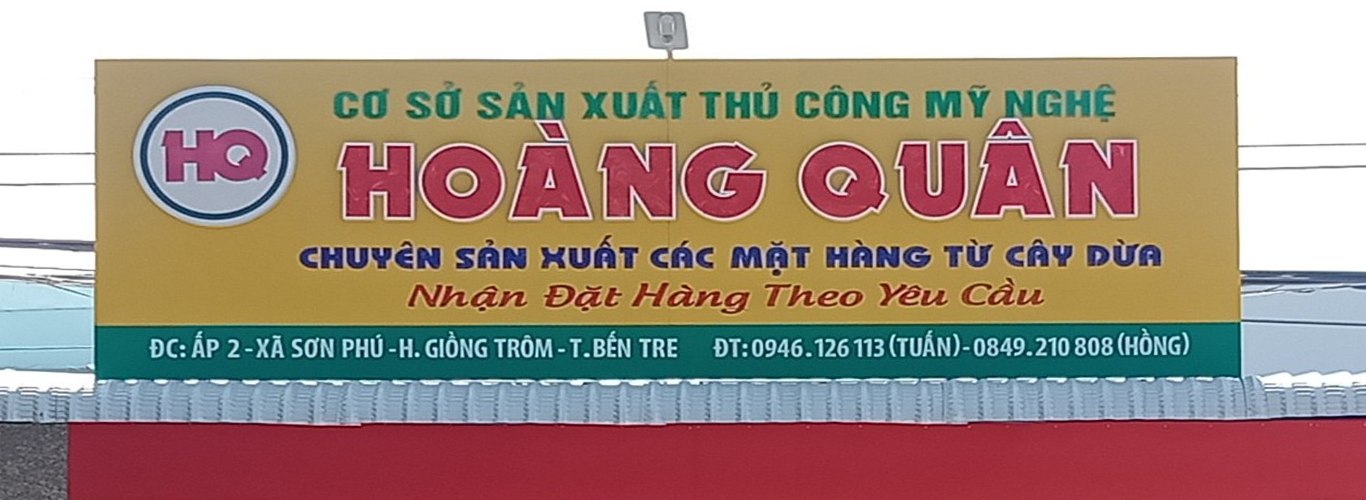 HQ
CƠ SỞ SẢN XUẤT THỦ CÔNG MỸ NGHỆ
HOÀNG QUÂN
CHUYÊN SẢN XUẤT CÁC MẶT HÀNG TỪ CÂY DỪA
Nhận Đặt Hàng Theo Yêu Cầu
ĐC: ẤP 2 - XÃ SƠN PHÚ - H. GIỒNG TRÔM - T. BẾN TRE ĐT: 0946.126 113 (TUẤN) - 0849.210 808 (HỒNG)